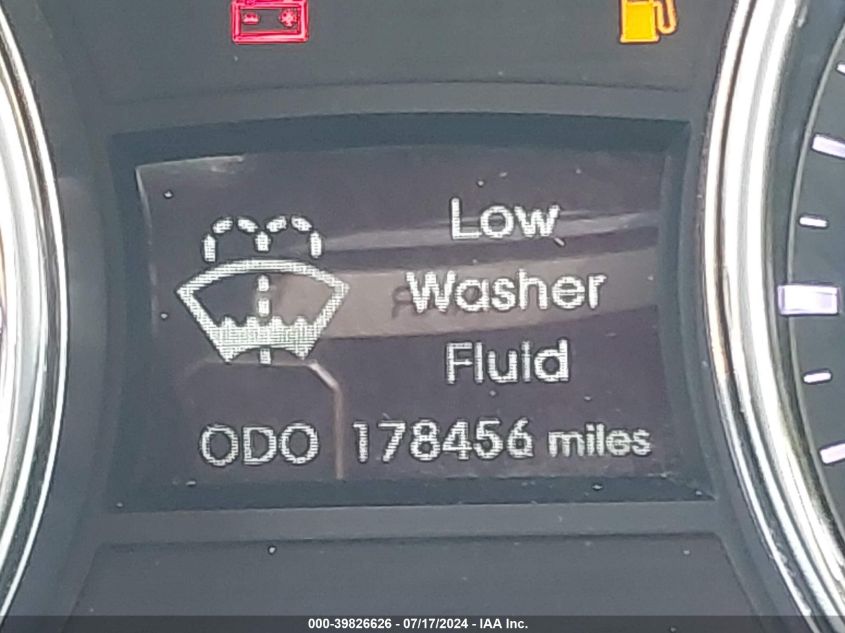 Low
Washer
Fluid
ODO 178456 miles
000-39826626 - 07/17/2024 - IAA Inc.